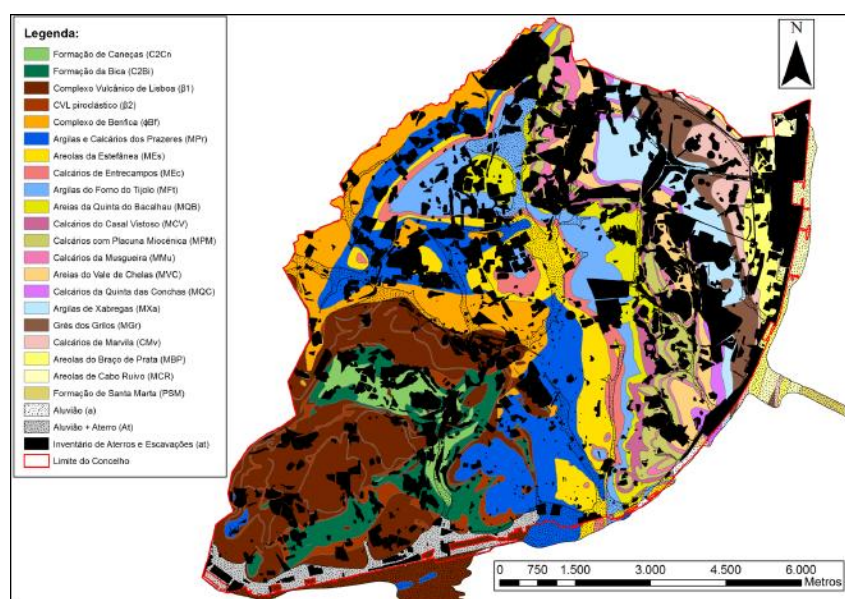 Legenda:
Formação de Caneças (C2Cn
Formação da Bica (C2Bi)
Complexo Vulcânico de Lisboa (β1)
CVL piroclástico (β2)
Complexo de Benfica (ϕBf)
Argilas e Calcários dos Prazeres (MPr)
Areolas da Estefânea (MEs)
Calcários de Entrecampos (MEc)
Argilas do Forno do Tijolo (MFt)
Areias da Quinta do Bacalhau (MQB)
Calcários do Casal Vistoso (MCV)
Calcários com Placuna Miocénica (MPM)
Calcários da Musgueira (MMu)
Areias do Vale de Chelas (MVC)
Calcários da Quinta das Conchas (MQC)
Argilas de Xabregas (MXa)
Grés dos Grilos (MGr)
Calcários de Marvila (CMv)
Areolas do Braço de Prata (MBP)
Areolas de Cabo Ruivo (MCR)
Formação de Santa Marta (PSM)
Aluvião (a)
Aluvião + Aterro (At)
Inventário de Aterros e Escavações (at)
Limite do Concelho
N
0 750 1.500 3.000 4.500 6.000
Metros